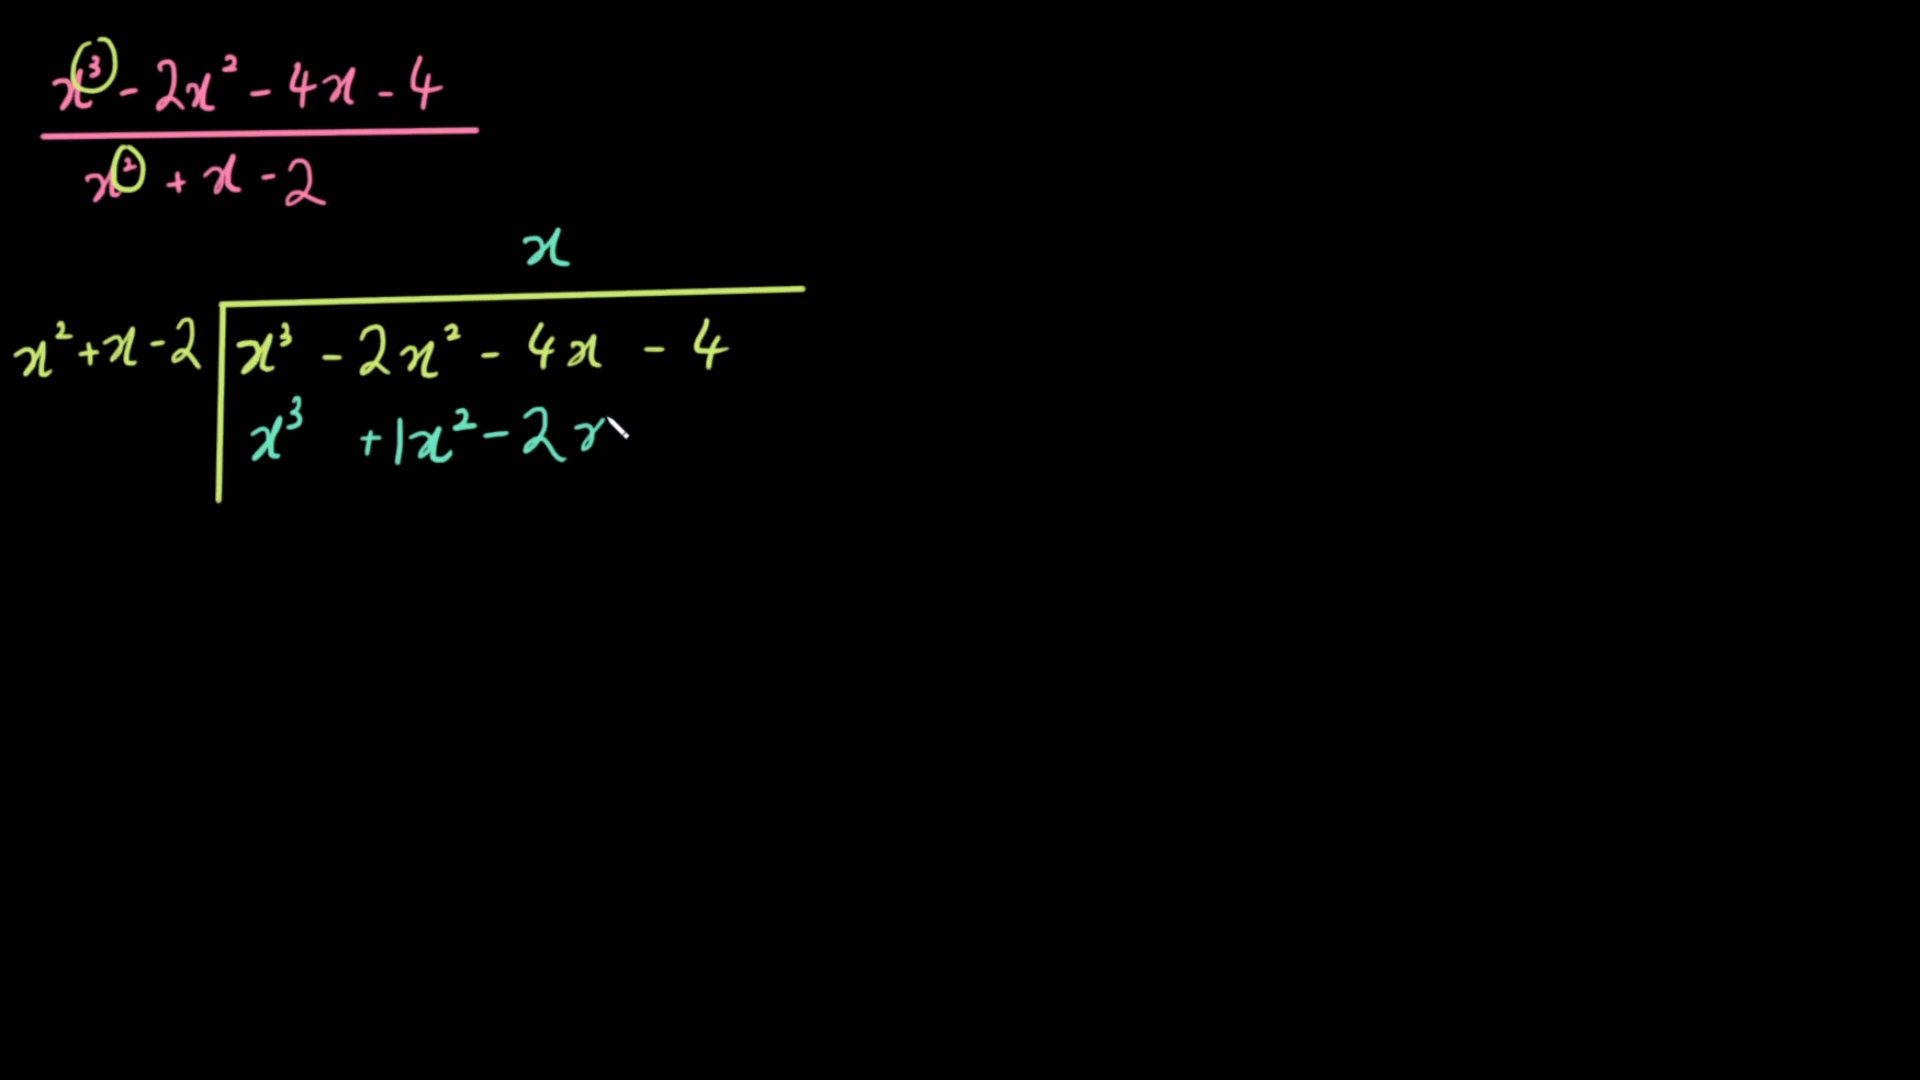 x³ - 2x² - 4x - 4
x² + x - 2
x
x² + x - 2 x³ - 2x² - 4x - 4
x³ + 1x² - 2x